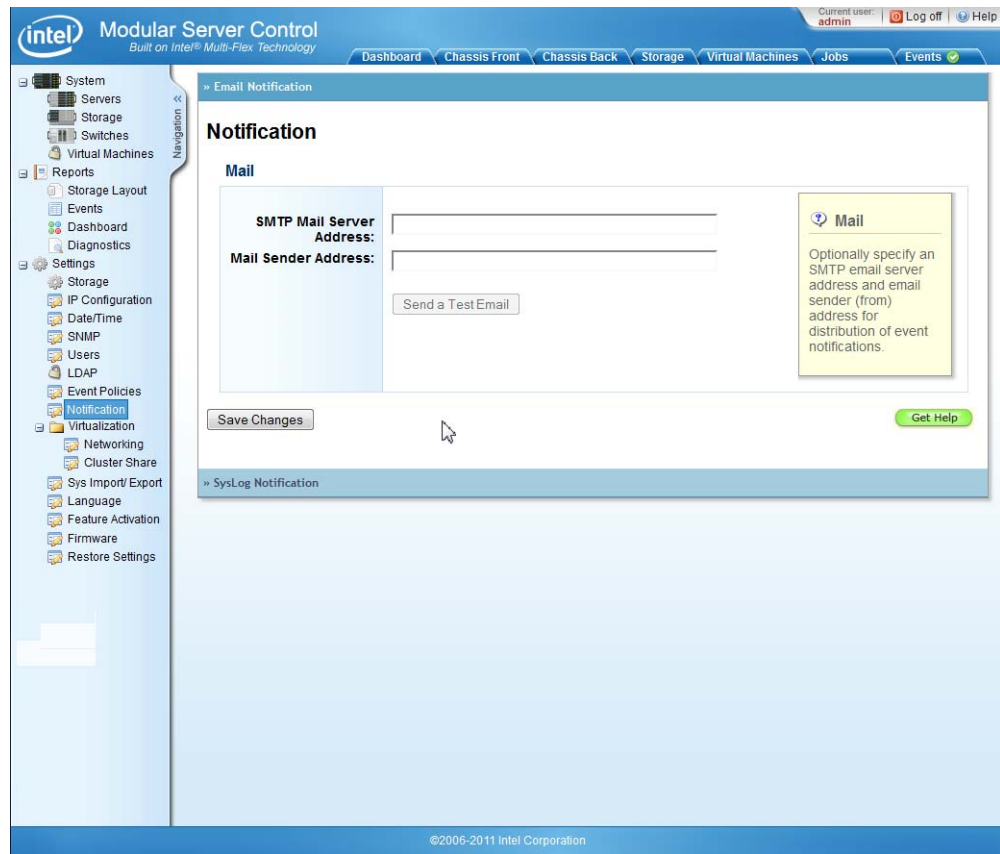 intel
Modular Server Control
Built on Intel® Multi-Flex Technology
Current user:
admin
Log off
Help
Dashboard
Chassis Front
Chassis Back
Storage
Virtual Machines
Jobs
Events
System
Servers
Storage
Switches
Virtual Machines
Reports
Storage Layout
Events
Dashboard
Diagnostics
Settings
Storage
IP Configuration
Date/Time
SNMP
Users
LDAP
Event Policies
Notification
Virtualization
Networking
Cluster Share
Sys Import/ Export
Language
Feature Activation
Firmware
Restore Settings
« Navigation
» Email Notification
Notification
Mail
SMTP Mail Server
Address:
Mail Sender Address:
Send a Test Email
Mail
Optionally specify an
SMTP email server
address and email
sender (from)
address for
distribution of event
notifications.
Save Changes
Get Help
» SysLog Notification
©2006-2011 Intel Corporation